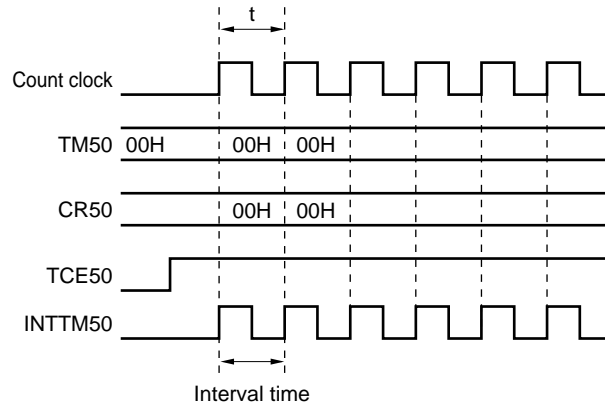 t
Count clock
TM50 00H 00H 00H
CR50 00H 00H
TCE50
INTTM50
Interval time